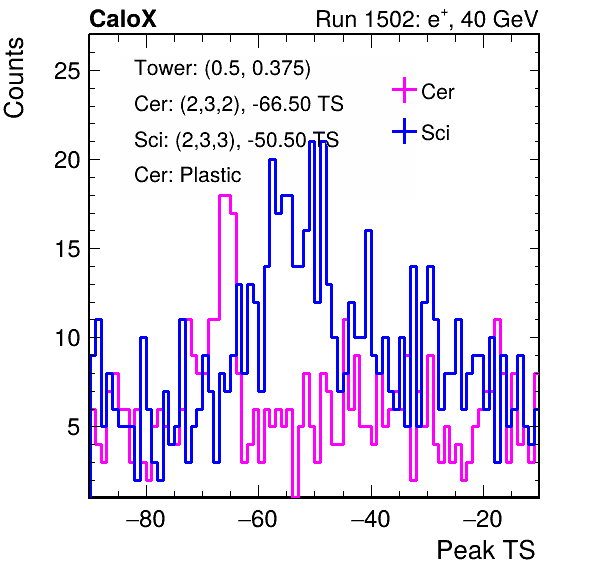 CaloX Run 1502: e+, 40 GeV
Counts
Tower: (0.5, 0.375)
Cer: (2,3,2), -66.50 TS
Sci: (2,3,3), -50.50 TS
Cer: Plastic
Cer
Sci
25
20
15
10
5
−80 −60 −40 −20
Peak TS